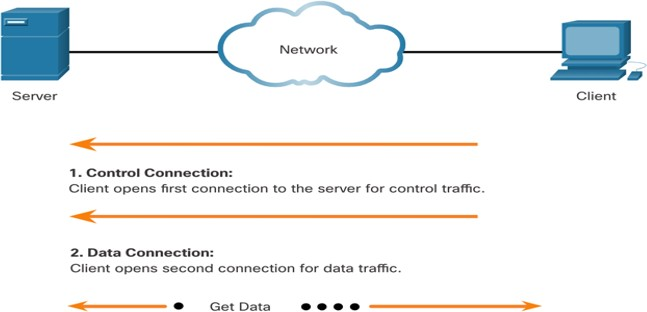 Network
Server
Client
1. Control Connection:
Client opens first connection to the server for control traffic.
2. Data Connection:
Client opens second connection for data traffic.
Get Data